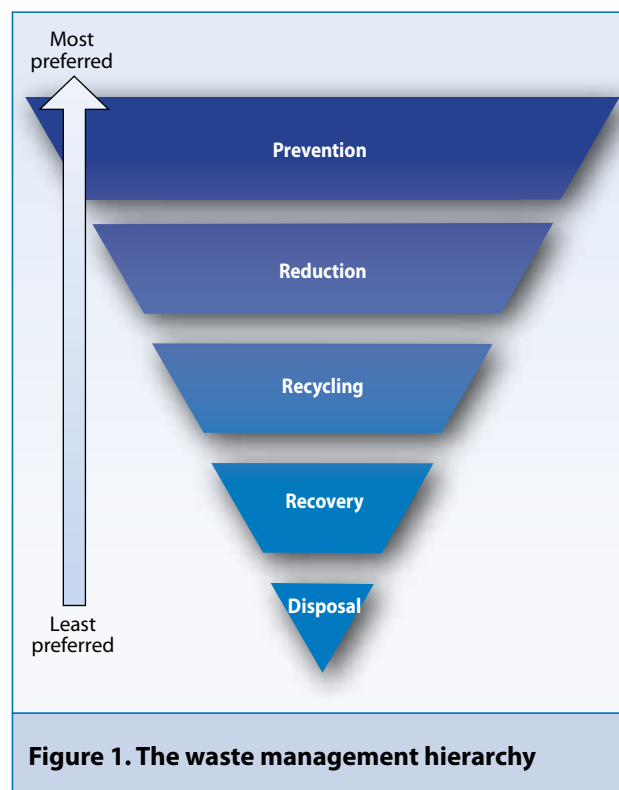 Most
preferred
Prevention
Reduction
Recycling
Recovery
Disposal
Least
preferred
Figure 1. The waste management hierarchy